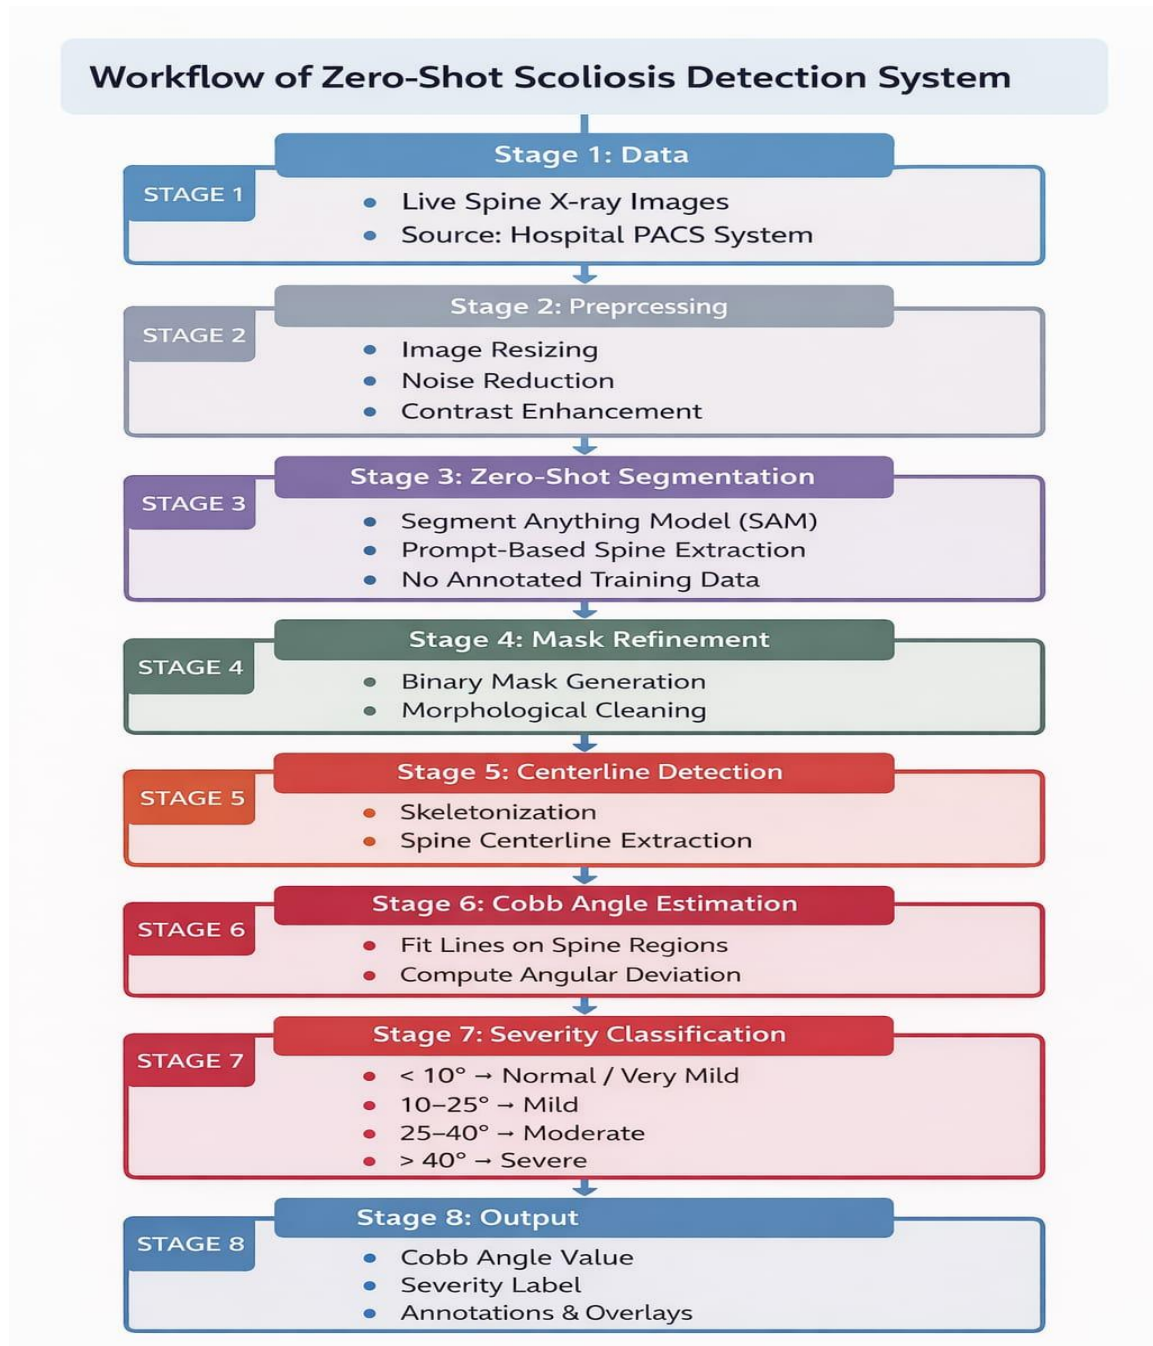 Workflow of Zero-Shot Scoliosis Detection System
Stage 1: Data
STAGE 1
• Live Spine X-ray Images
• Source: Hospital PACS System
Stage 2: Preprcessing
STAGE 2
• Image Resizing
• Noise Reduction
• Contrast Enhancement
Stage 3: Zero-Shot Segmentation
STAGE 3
• Segment Anything Model (SAM)
• Prompt-Based Spine Extraction
• No Annotated Training Data
Stage 4: Mask Refinement
STAGE 4
• Binary Mask Generation
• Morphological Cleaning
Stage 5: Centerline Detection
STAGE 5
• Skeletonization
• Spine Centerline Extraction
Stage 6: Cobb Angle Estimation
STAGE 6
• Fit Lines on Spine Regions
• Compute Angular Deviation
Stage 7: Severity Classification
STAGE 7
• < 10° → Normal / Very Mild
• 10–25° → Mild
• 25–40° → Moderate
• > 40° → Severe
Stage 8: Output
STAGE 8
• Cobb Angle Value
• Severity Label
• Annotations & Overlays